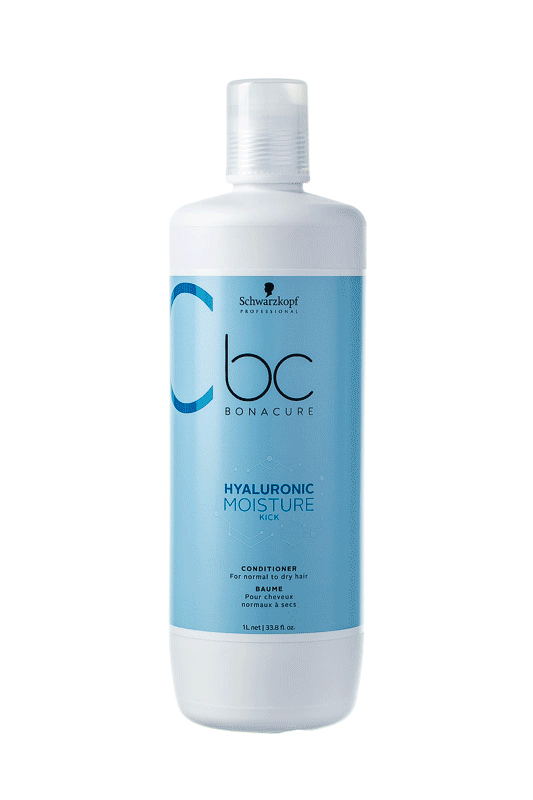 Schwarzkopf
PROFESSIONAL
bc
BONACURE
HYALURONIC
MOISTURE
KICK
CONDITIONER
For normal to dry hair
BAUME
Pour cheveux
normaux à secs
1L net | 33.8 fl. oz.